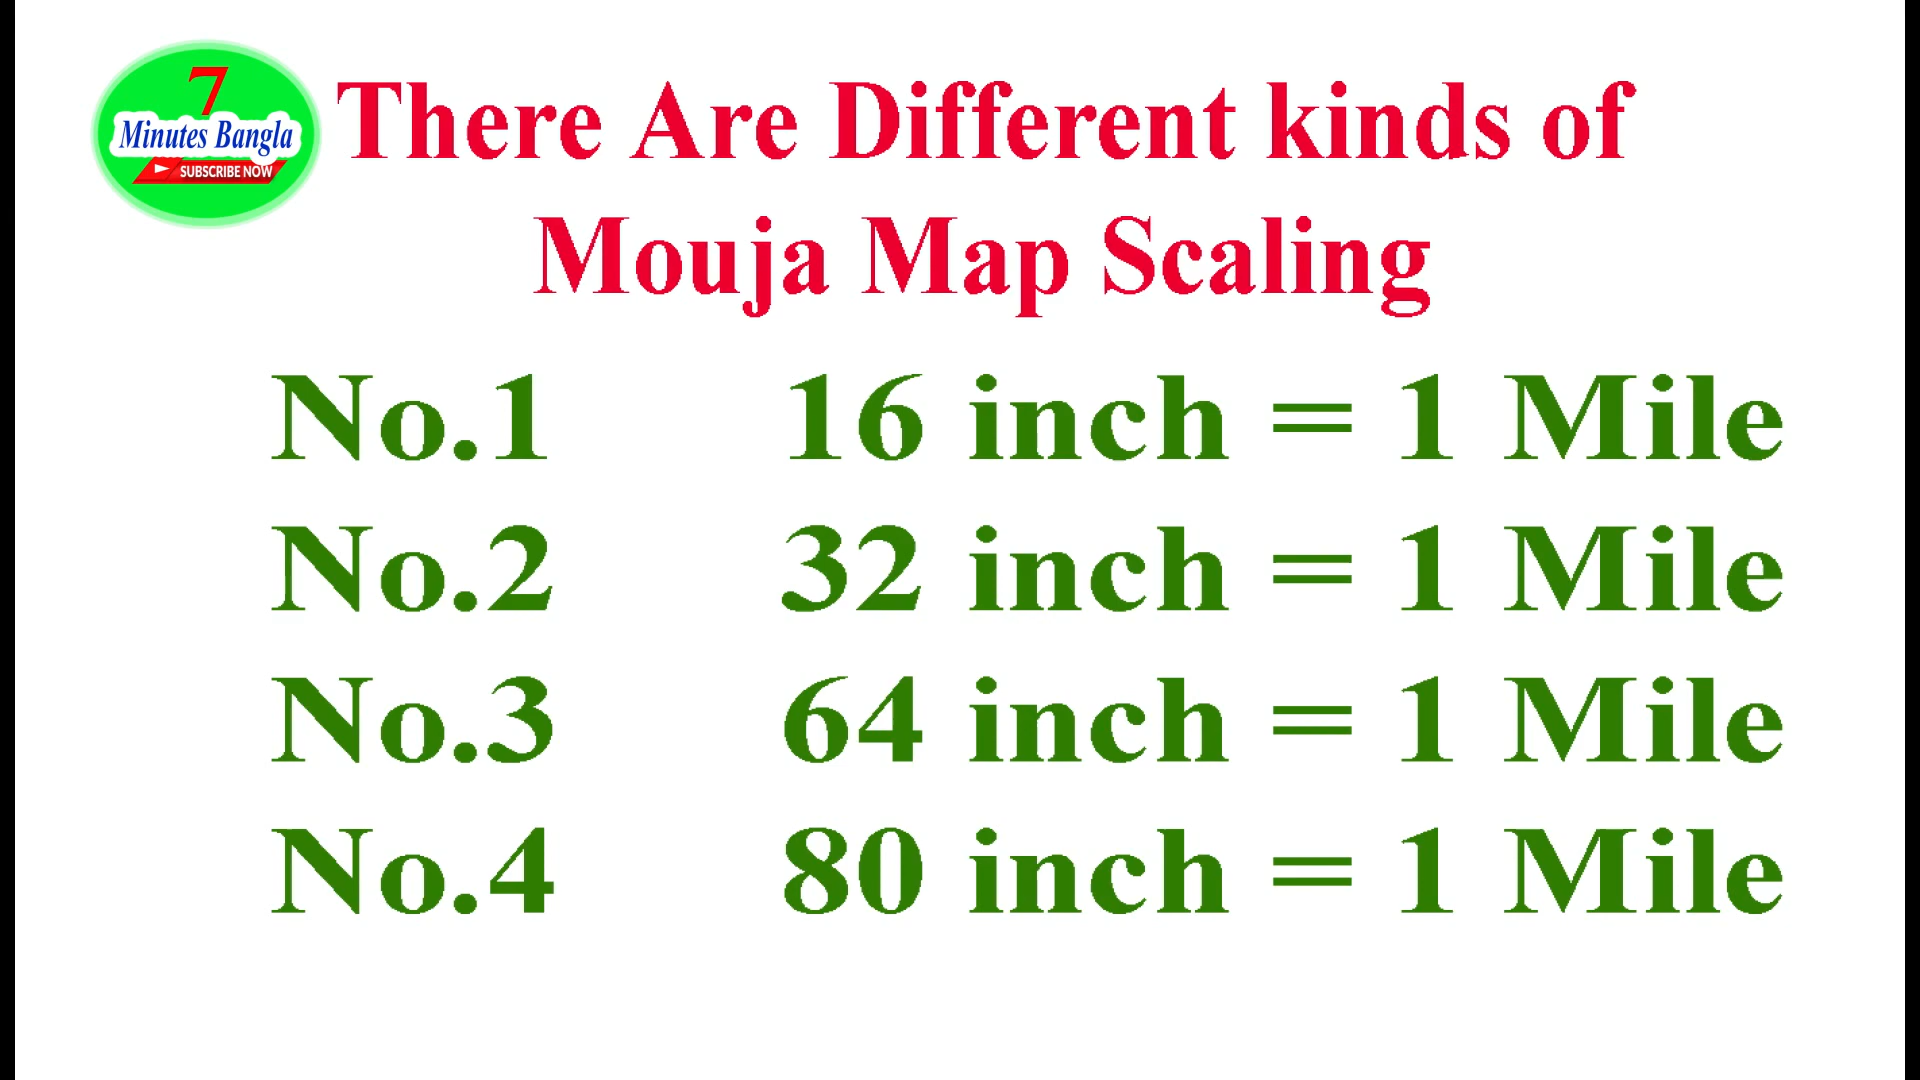 7
Minutes Bangla
SUBSCRIBE NOW
There Are Different kinds of
Mouja Map Scaling
No.1 16 inch = 1 Mile
No.2 32 inch = 1 Mile
No.3 64 inch = 1 Mile
No.4 80 inch = 1 Mile